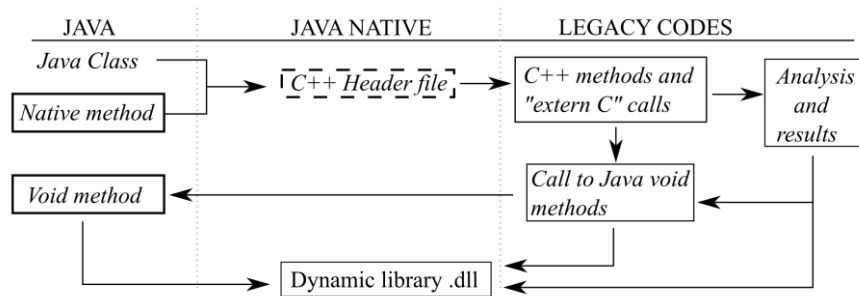 JAVA
JAVA NATIVE
LEGACY CODES
Java Class
Native method
C++ Header file
C++ methods and
"extern C" calls
Analysis
and
results
Void method
Call to Java void
methods
Dynamic library .dll